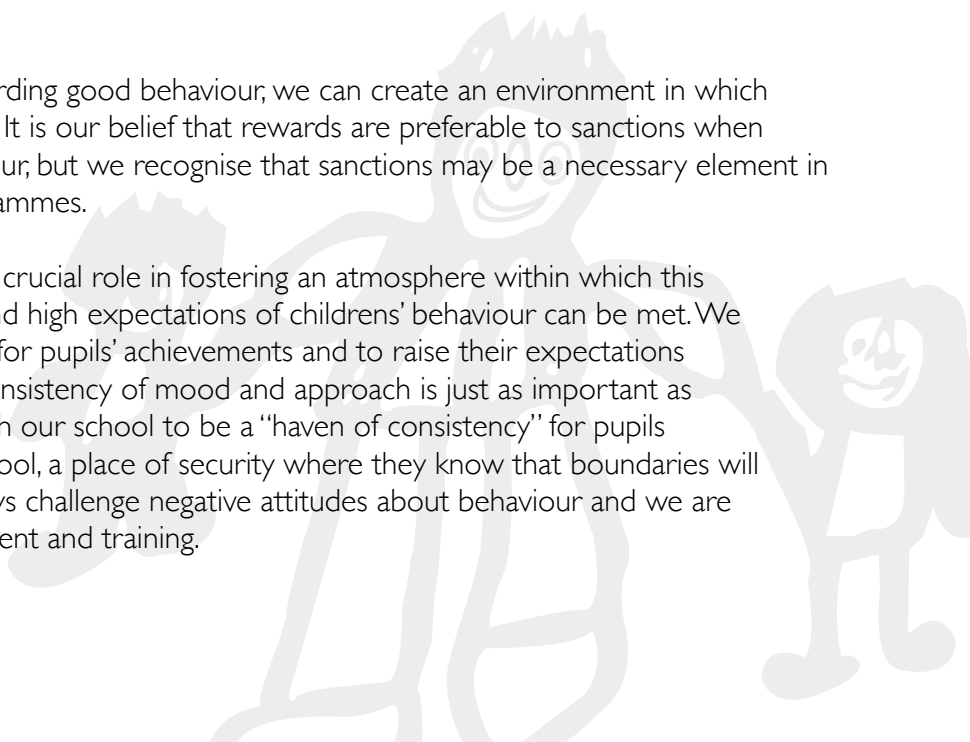 rding good behaviour, we can create an environment in which
It is our belief that rewards are preferable to sanctions when
ur, but we recognise that sanctions may be a necessary element in
ammes.
crucial role in fostering an atmosphere within which this
nd high expectations of childrens’ behaviour can be met. We
for pupils’ achievements and to raise their expectations
nsistency of mood and approach is just as important as
h our school to be a “haven of consistency” for pupils
ool, a place of security where they know that boundaries will
ys challenge negative attitudes about behaviour and we are
ent and training.